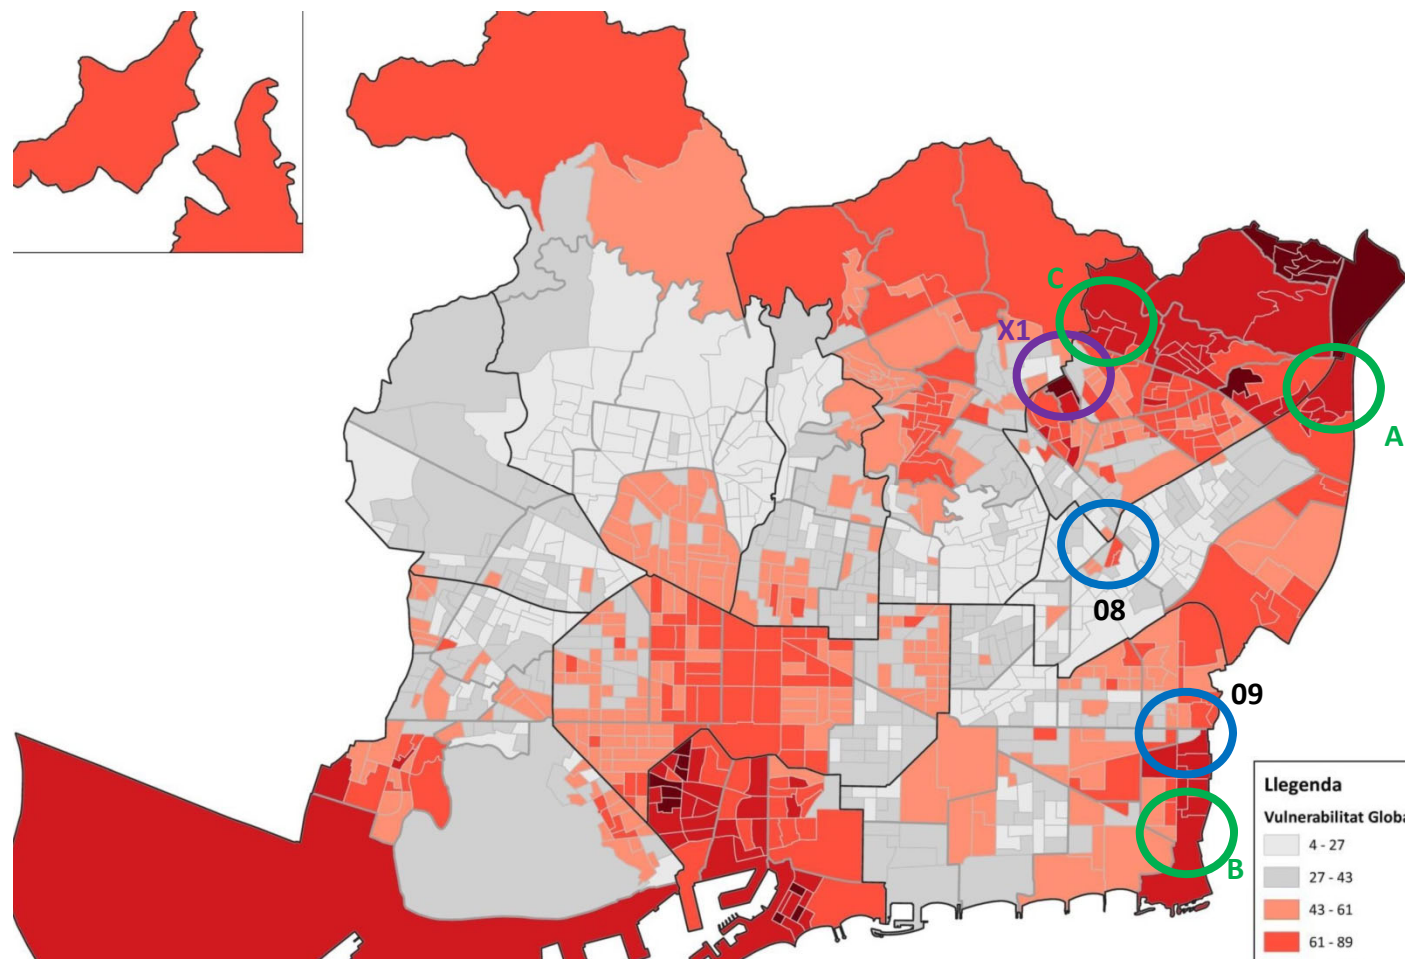 C
X1
A
08
09
B
Llegenda
Vulnerabilitat Globa
4 - 27
27 - 43
43 - 61
61 - 89